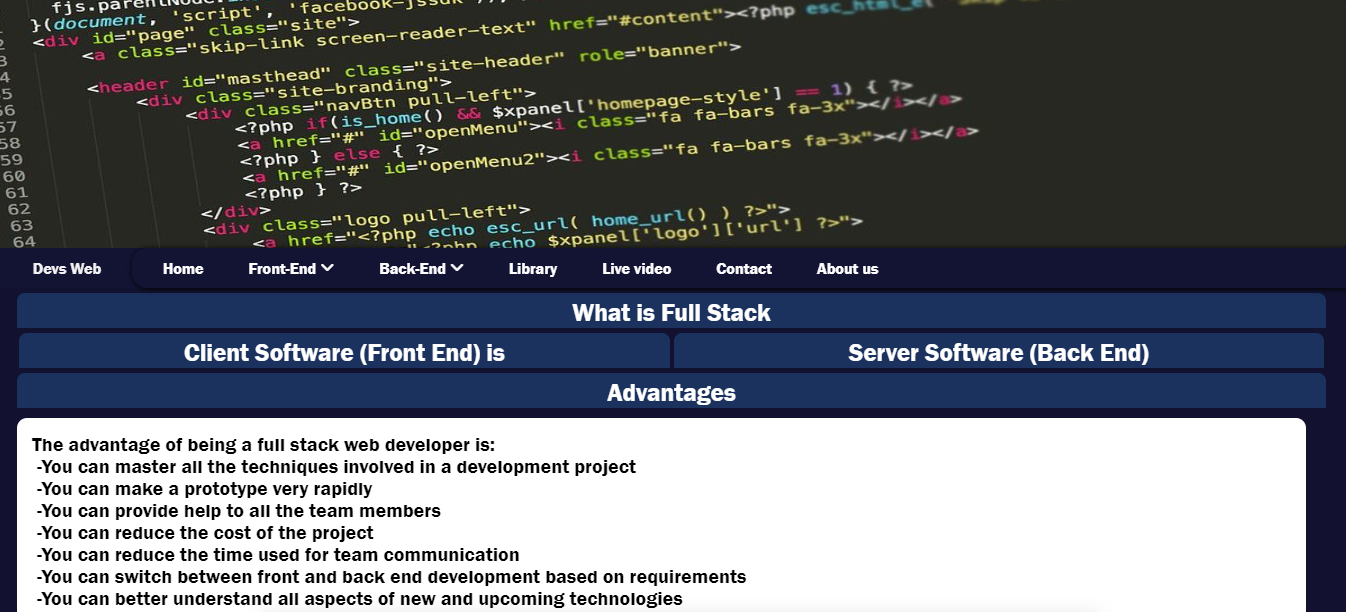 fjs.parentNode.
}(document, 'script', 'facebook-jssdk'
<div id="page" class="site">
<a class="skip-link screen-reader-text" href="#content"><?php esc_html_e(
<header id="masthead" class="site-header" role="banner">
<div class="site-branding">
<div class="navBtn pull-left">
<?php if(is_home() && $xpanel['homepage-style'] == 1) { ?>
<a href="#" id="openMenu"><i class="fa fa-bars fa-3x"></i></a>
<?php } else { ?>
<a href="#" id="openMenu2"><i class="fa fa-bars fa-3x"></i></a>
<?php } ?>
</div>
<div class="logo pull-left">
<a href="<?php echo esc_url( home_url() ) ?>">
"<?php echo $xpanel['logo']['url'] ?>">
57
58
59
60
61
62
63
64
Devs Web Home Front-End Back-End Library Live video Contact About us
What is Full Stack
Client Software (Front End) is Server Software (Back End)
Advantages
The advantage of being a full stack web developer is:
-You can master all the techniques involved in a development project
-You can make a prototype very rapidly
-You can provide help to all the team members
-You can reduce the cost of the project
-You can reduce the time used for team communication
-You can switch between front and back end development based on requirements
-You can better understand all aspects of new and upcoming technologies